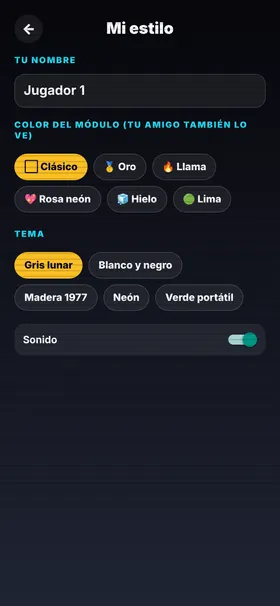 Mi estilo
TU NOMBRE
Jugador 1
COLOR DEL MÓDULO (TU AMIGO TAMBIÉN LO
VE)
Clásico
🥇 Oro
🔥 Llama
💖 Rosa neón
🧊 Hielo
🟢 Lima
TEMA
Gris lunar
Blanco y negro
Madera 1977
Neón
Verde portátil
Sonido